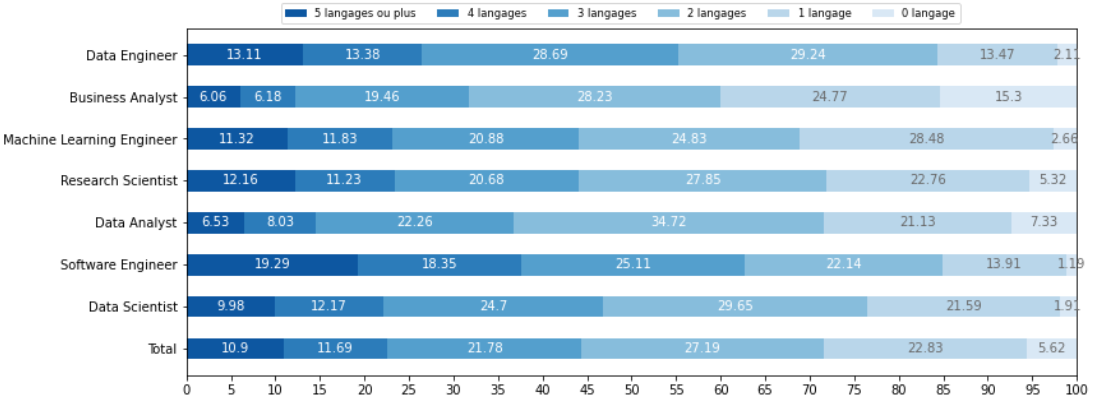 5 langages ou plus 4 langages 3 langages 2 langages 1 langage 0 langage
Data Engineer 13.11 13.38 28.69 29.24 13.47 2.11
Business Analyst 6.06 6.18 19.46 28.23 24.77 15.3
Machine Learning Engineer 11.32 11.83 20.88 24.83 28.48 2.66
Research Scientist 12.16 11.23 20.68 27.85 22.76 5.32
Data Analyst 6.53 8.03 22.26 34.72 21.13 7.33
Software Engineer 19.29 18.35 25.11 22.14 13.91 1.19
Data Scientist 9.98 12.17 24.7 29.65 21.59 1.91
Total 10.9 11.69 21.78 27.19 22.83 5.62
0 5 10 15 20 25 30 35 40 45 50 55 60 65 70 75 80 85 90 95 100